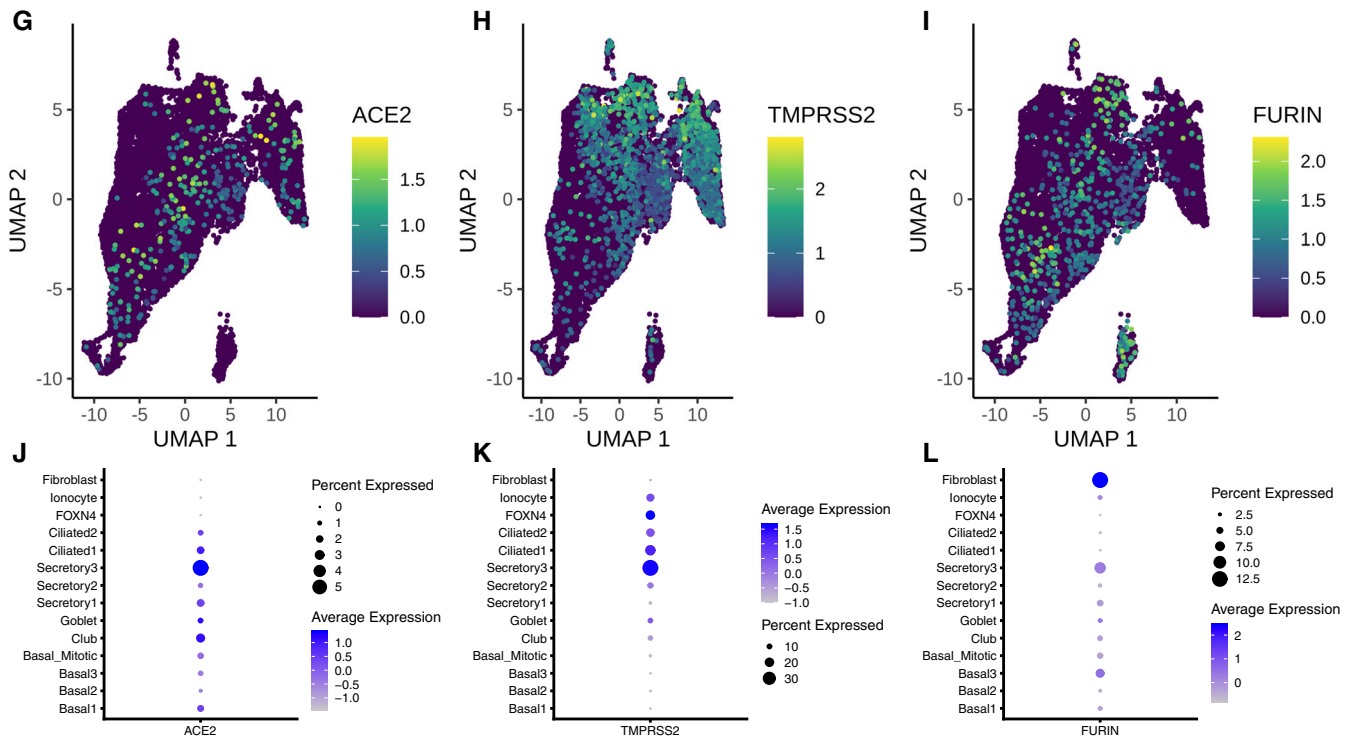 G
ACE2
1.5
1.0
0.5
0.0
UMAP 2
5
0
-5
-10
-10 -5 0 5 10
UMAP 1
H
TMPRSS2
2
1
0
UMAP 2
5
0
-5
-10
-10 -5 0 5 10
UMAP 1
I
FURIN
2.0
1.5
1.0
0.5
0.0
UMAP 2
5
0
-5
-10
-10 -5 0 5 10
UMAP 1
J
Fibroblast
Ionocyte
FOXN4
Ciliated2
Ciliated1
Secretory3
Secretory2
Secretory1
Goblet
Club
Basal_Mitotic
Basal3
Basal2
Basal1
ACE2
Percent Expressed
0
1
2
3
4
5
Average Expression
1.0
0.5
0.0
−0.5
−1.0
K
Fibroblast
Ionocyte
FOXN4
Ciliated2
Ciliated1
Secretory3
Secretory2
Secretory1
Goblet
Club
Basal_Mitotic
Basal3
Basal2
Basal1
TMPRSS2
Average Expression
1.5
1.0
0.5
0.0
−0.5
−1.0
Percent Expressed
10
20
30
L
Fibroblast
Ionocyte
FOXN4
Ciliated2
Ciliated1
Secretory3
Secretory2
Secretory1
Goblet
Club
Basal_Mitotic
Basal3
Basal2
Basal1
FURIN
Percent Expressed
2.5
5.0
7.5
10.0
12.5
Average Expression
2
1
0